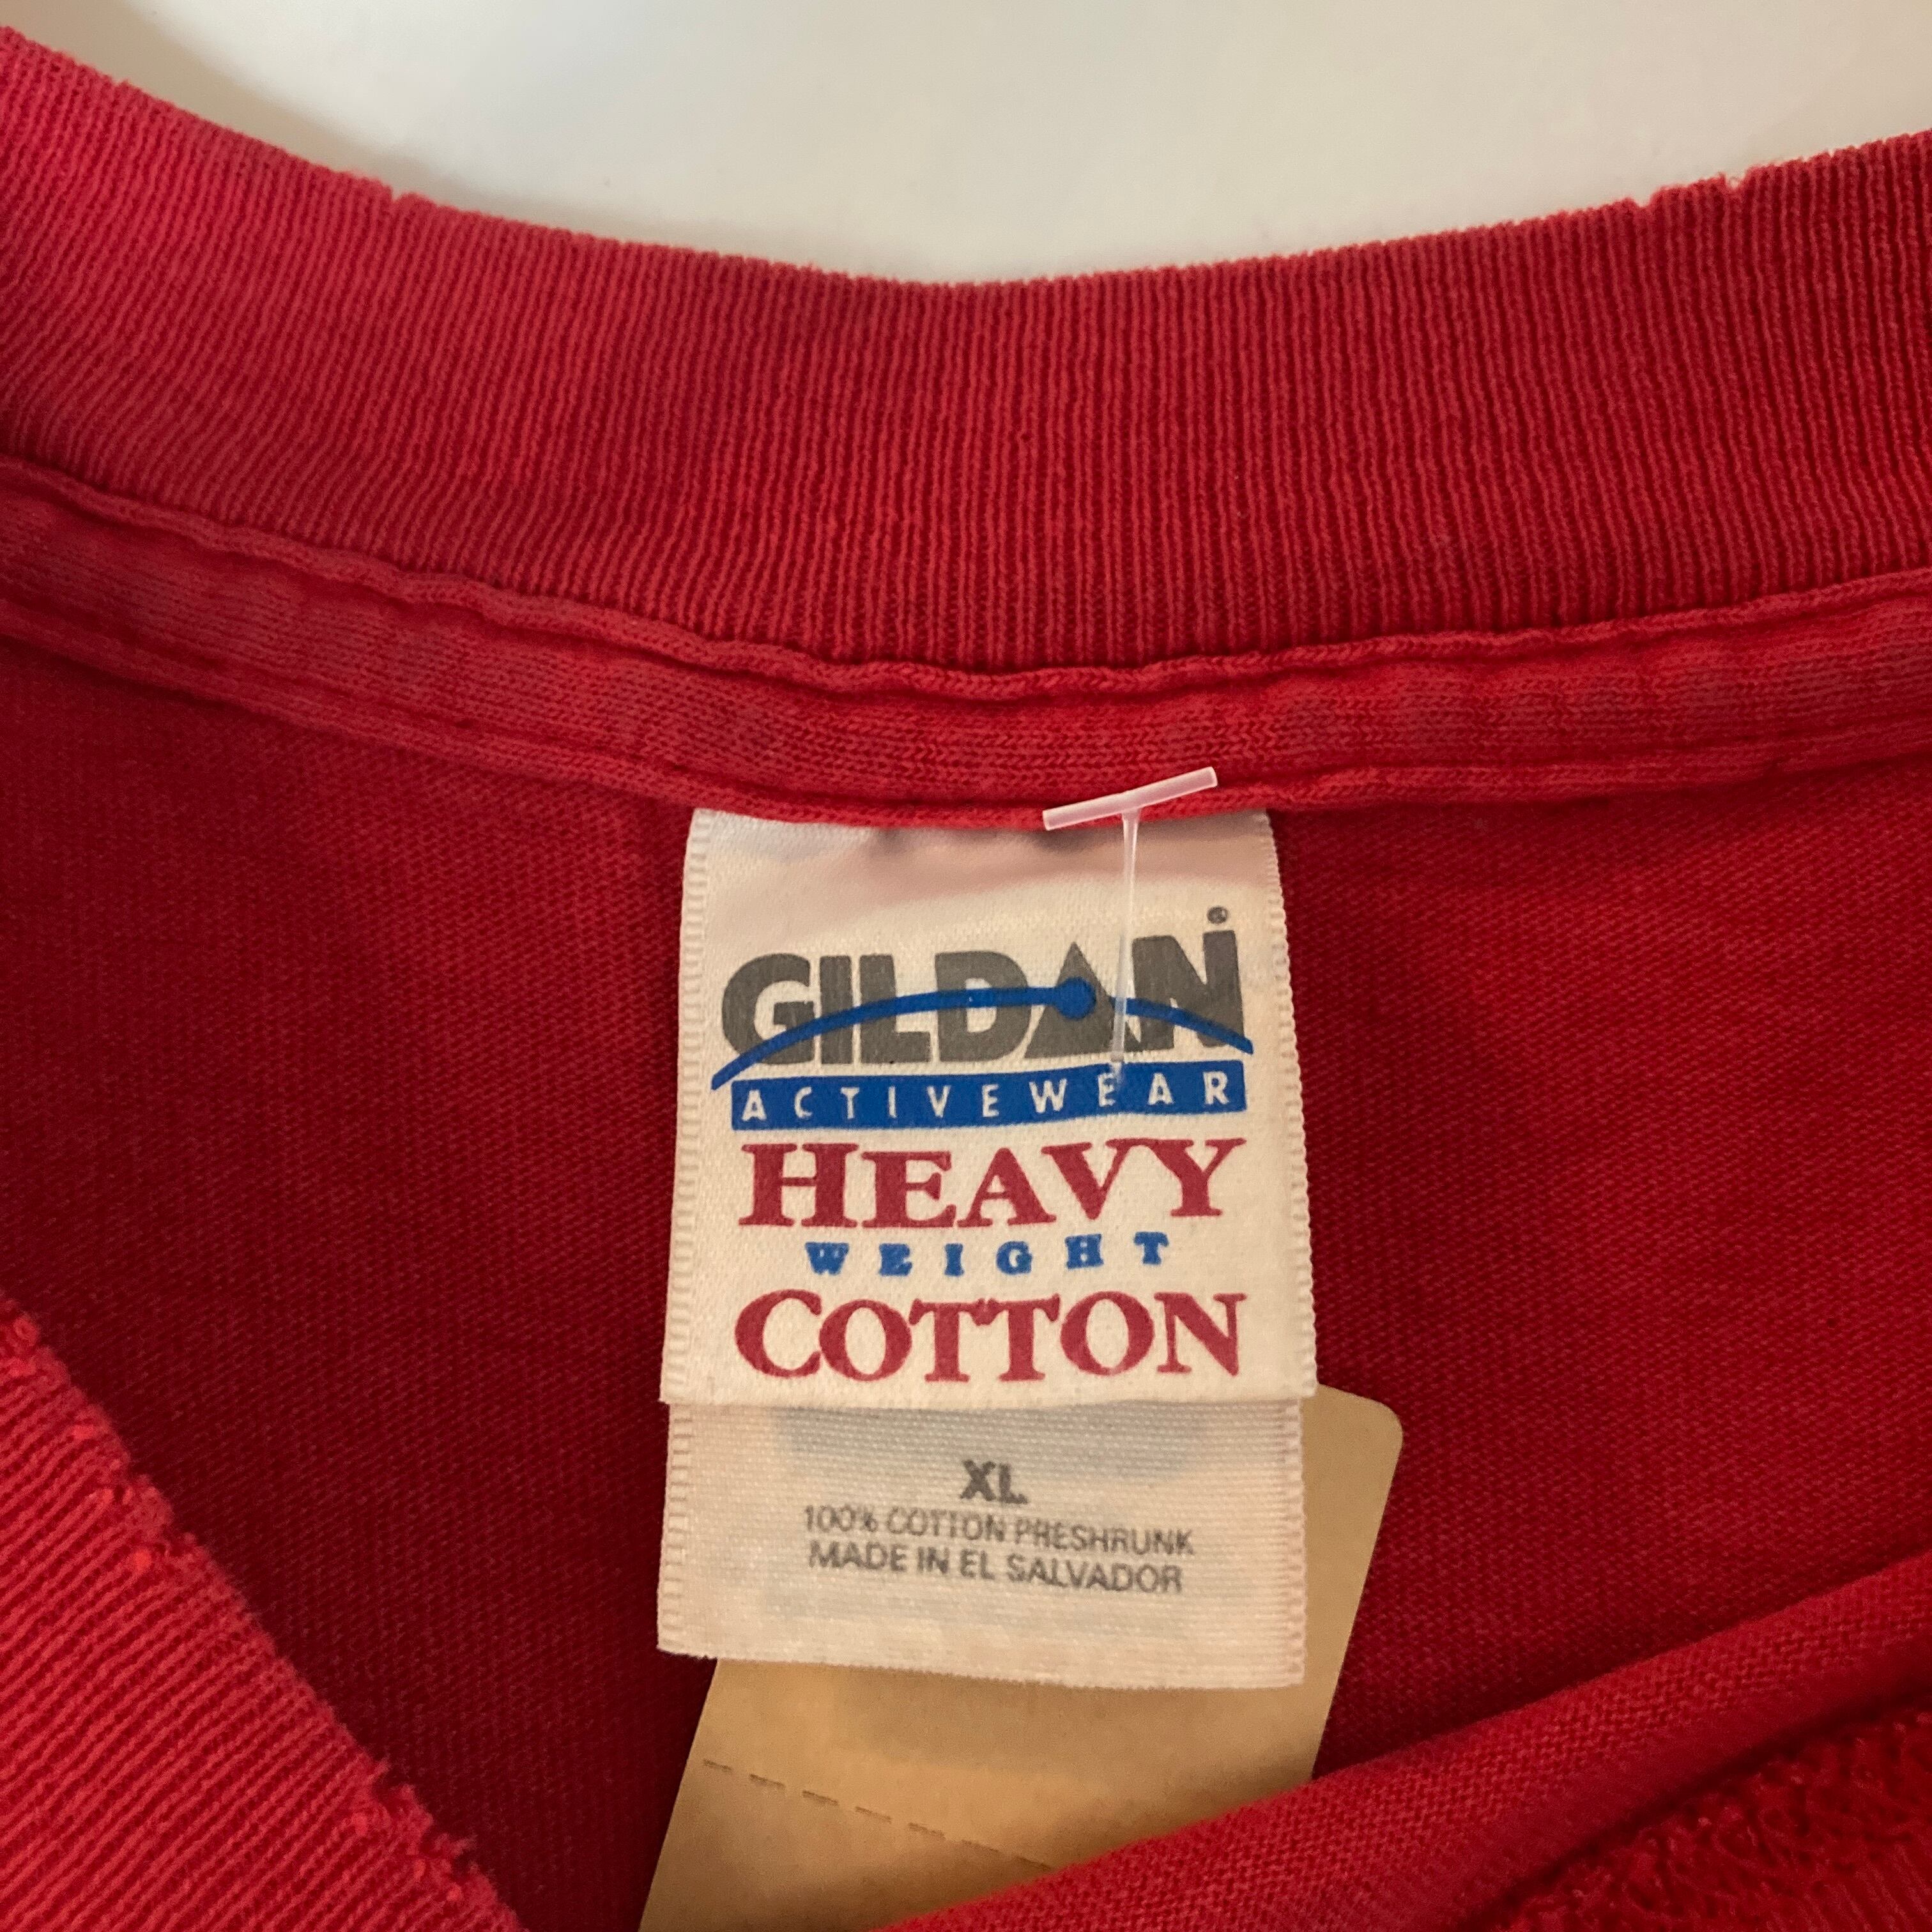 GILDAN®
ACTIVEWEAR
HEAVY
WEIGHT
COTTON
XL
100% COTTON PRESHRUNK
MADE IN EL SALVADOR